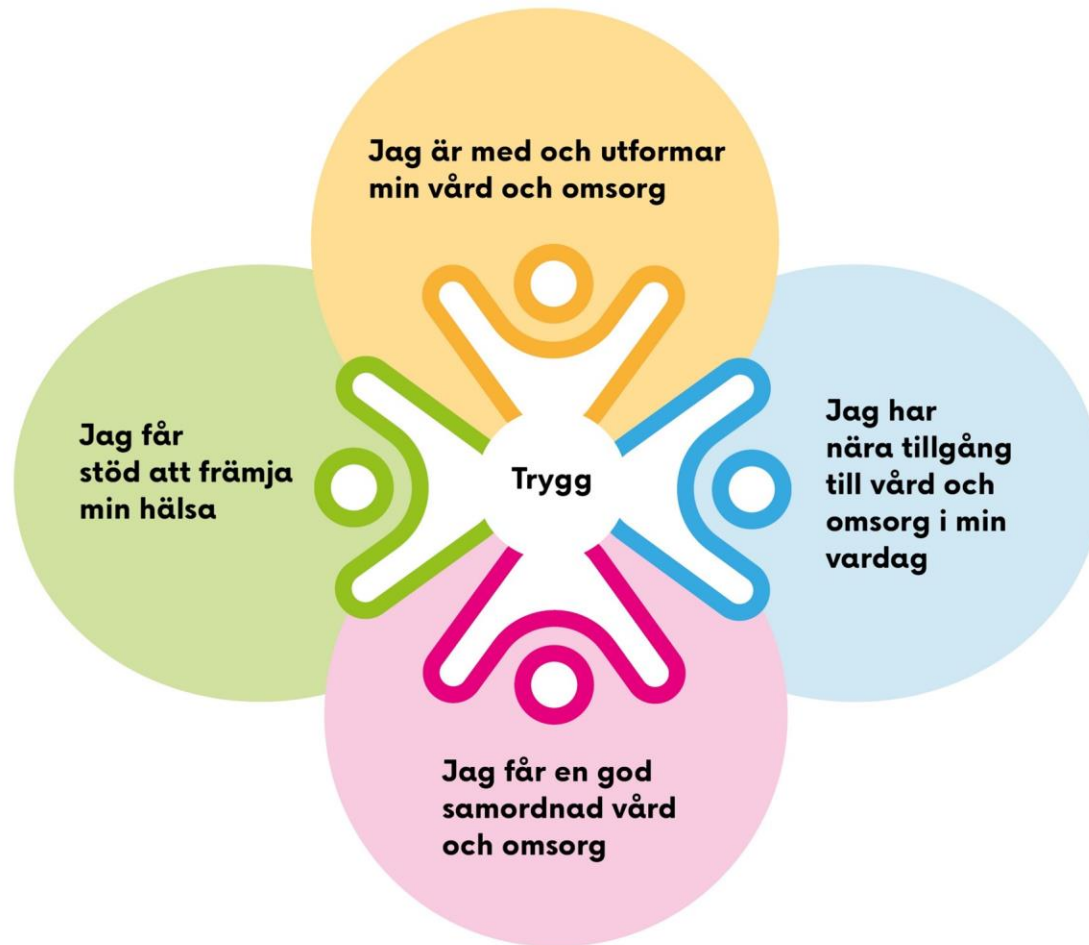 Jag är med och utformar
min vård och omsorg
Jag får
stöd att främja
min hälsa
Trygg
Jag har
nära tillgång
till vård och
omsorg i min
vardag
Jag får en god
samordnad vård
och omsorg